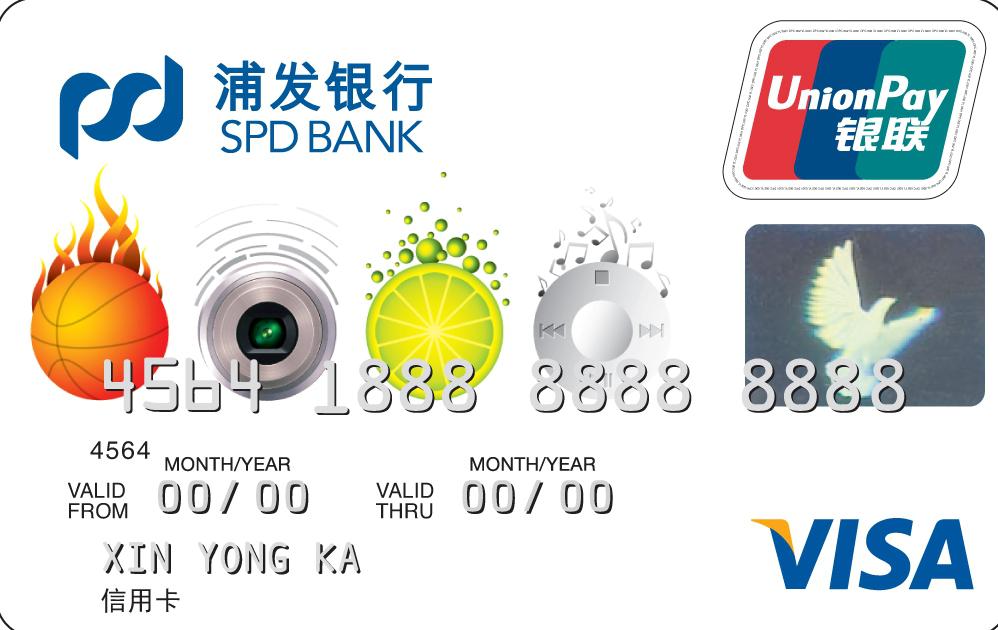 浦发银行
SPD BANK
UnionPay
银联
4564 1888 8888 8888
4564
MONTH/YEAR MONTH/YEAR
VALID FROM 00/00 VALID THRU 00/00
XIN YONG KA
信用卡
VISA